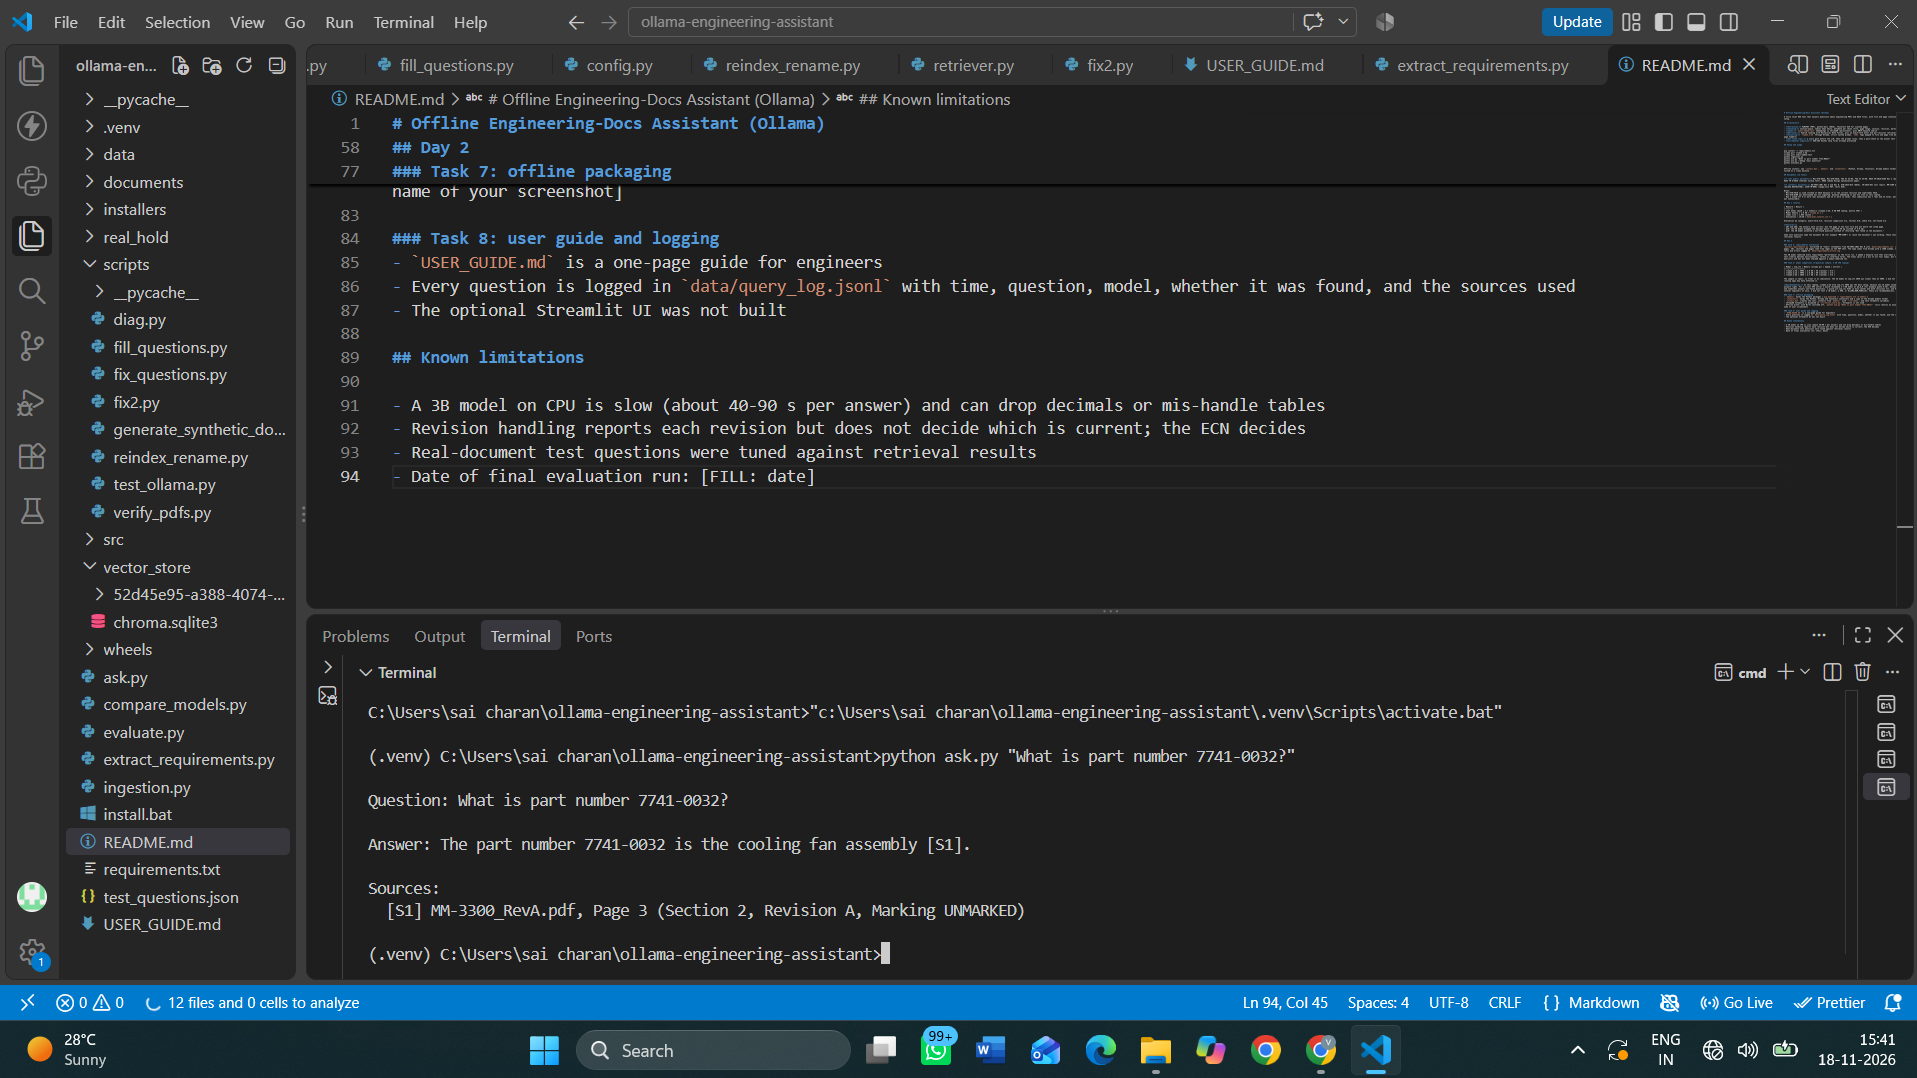 File Edit Selection View Go Run Terminal Help
ollama-engineering-assistant
Update
ollama-en...
__pycache__
.venv
data
documents
installers
real_hold
scripts
__pycache__
diag.py
fill_questions.py
fix_questions.py
fix2.py
generate_synthetic_do...
reindex_rename.py
test_ollama.py
verify_pdfs.py
src
vector_store
52d45e95-a388-4074-...
chroma.sqlite3
wheels
ask.py
compare_models.py
evaluate.py
extract_requirements.py
ingestion.py
install.bat
README.md
requirements.txt
test_questions.json
USER_GUIDE.md
1
.py fill_questions.py config.py reindex_rename.py retriever.py fix2.py USER_GUIDE.md extract_requirements.py README.md
README.md > abc # Offline Engineering-Docs Assistant (Ollama) > abc ## Known limitations
Text Editor
1 # Offline Engineering-Docs Assistant (Ollama)
58 ## Day 2
77 ### Task 7: offline packaging
name of your screenshot]
83
84 ### Task 8: user guide and logging
85 - `USER_GUIDE.md` is a one-page guide for engineers
86 - Every question is logged in `data/query_log.jsonl` with time, question, model, whether it was found, and the sources used
87 - The optional Streamlit UI was not built
88
89 ## Known limitations
90
91 - A 3B model on CPU is slow (about 40-90 s per answer) and can drop decimals or mis-handle tables
92 - Revision handling reports each revision but does not decide which is current; the ECN decides
93 - Real-document test questions were tuned against retrieval results
94 - Date of final evaluation run: [FILL: date]
Problems Output Terminal Ports
Terminal
cmd
C:\Users\sai charan\ollama-engineering-assistant>"c:\Users\sai charan\ollama-engineering-assistant\.venv\Scripts\activate.bat"
(.venv) C:\Users\sai charan\ollama-engineering-assistant>python ask.py "What is part number 7741-0032?"
Question: What is part number 7741-0032?
Answer: The part number 7741-0032 is the cooling fan assembly [S1].
Sources:
[S1] MM-3300_RevA.pdf, Page 3 (Section 2, Revision A, Marking UNMARKED)
(.venv) C:\Users\sai charan\ollama-engineering-assistant>
0 0 12 files and 0 cells to analyze
Ln 94, Col 45 Spaces: 4 UTF-8 CRLF {} Markdown Go Live Prettier
28°C
Sunny
Search
99+
ENG
IN
15:41
18-11-2026